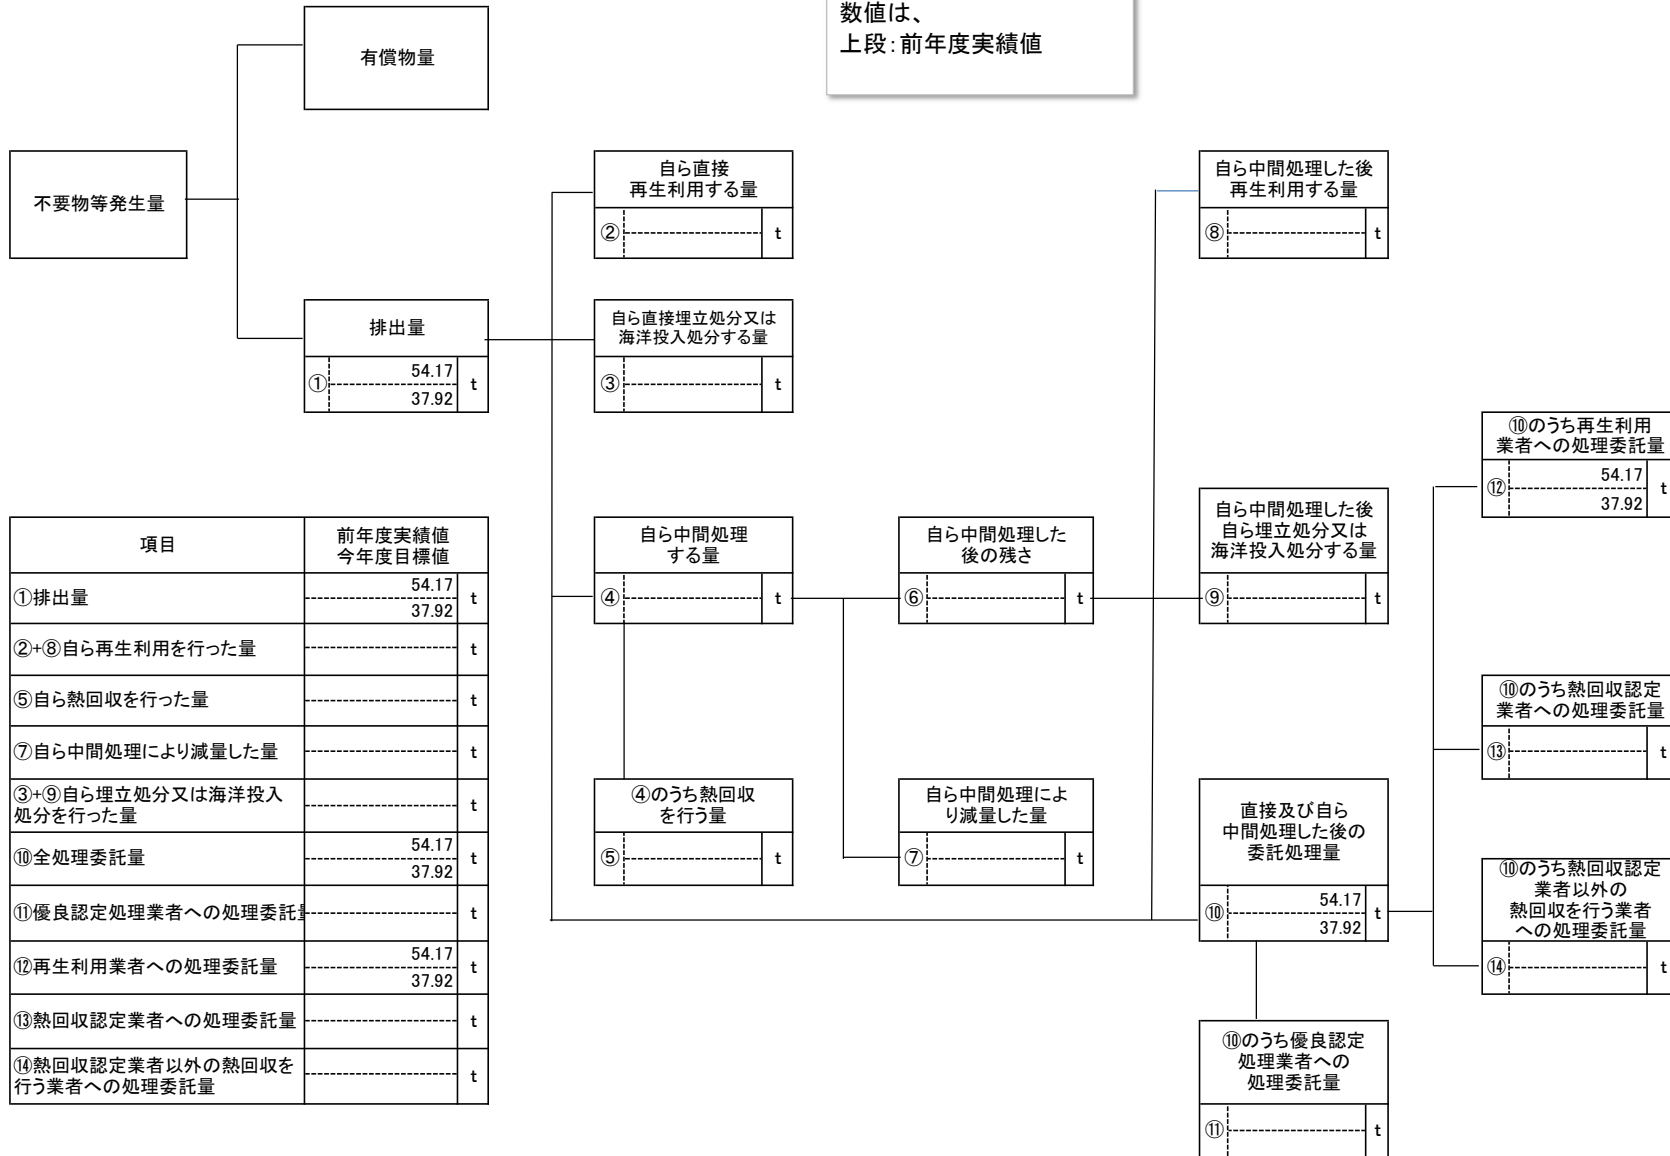 数値は、
上段：前年度実績値
有償物量
不要物等発生量
排出量
① 54.17 t
37.92
自ら直接
再生利用する量
② t
自ら直接埋立処分又は
海洋投入処分する量
③ t
自ら中間処理した後
再生利用する量
⑧ t
⑩のうち再生利用
業者への処理委託量
⑫ 54.17 t
37.92
自ら中間処理
する量
④ t
自ら中間処理した
後の残さ
⑥ t
自ら中間処理した後
自ら埋立処分又は
海洋投入処分する量
⑨ t
⑩のうち熱回収認定
業者への処理委託量
⑬ t
④のうち熱回収
を行う量
⑤ t
自ら中間処理によ
り減量した量
⑦ t
直接及び自ら
中間処理した後の
委託処理量
⑩ 54.17 t
37.92
⑩のうち熱回収認定
業者以外の
熱回収を行う業者
への処理委託量
⑭ t
⑩のうち優良認定
処理業者への
処理委託量
⑪ t
項目 前年度実績値
今年度目標値
①排出量 54.17 t
37.92
②+⑧自ら再生利用を行った量 t
⑤自ら熱回収を行った量 t
⑦自ら中間処理により減量した量 t
③+⑨自ら埋立処分又は海洋投入
処分を行った量 t
⑩全処理委託量 54.17 t
37.92
⑪優良認定処理業者への処理委託 t
⑫再生利用業者への処理委託量 54.17 t
37.92
⑬熱回収認定業者への処理委託量 t
⑭熱回収認定業者以外の熱回収を
行う業者への処理委託量 t